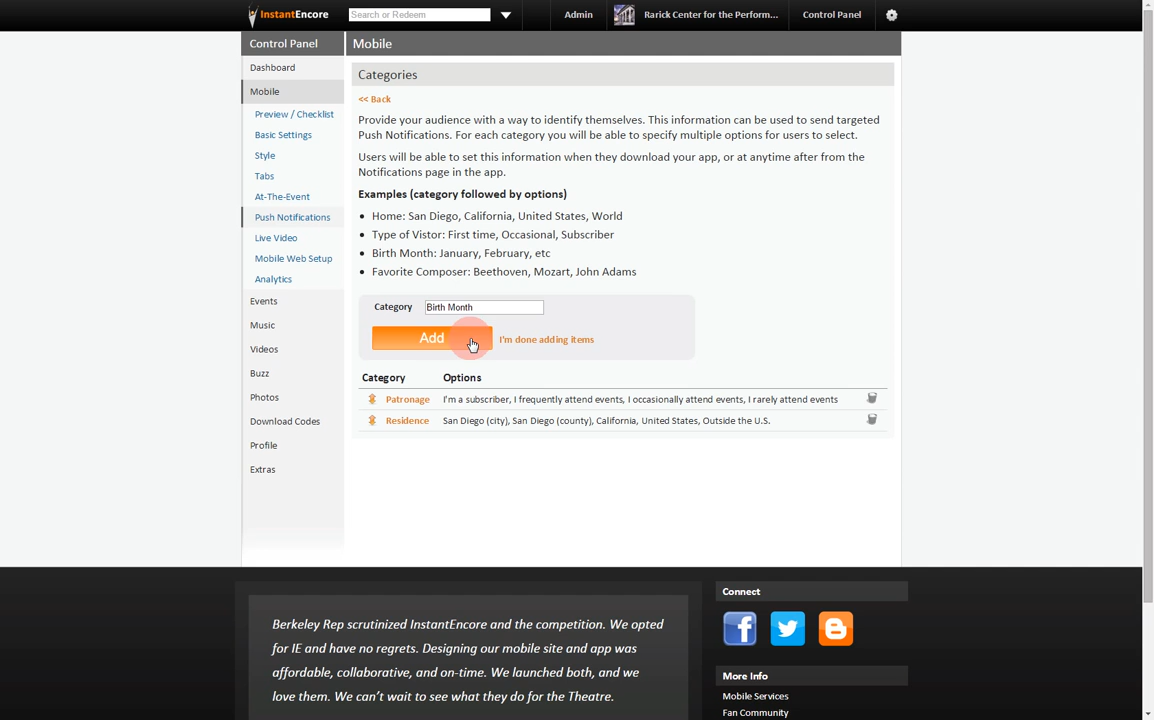 InstantEncore Search or Redeem Admin Rarick Center for the Perform... Control Panel
Control Panel
Mobile
Dashboard
Mobile
Preview / Checklist
Basic Settings
Style
Tabs
At-The-Event
Push Notifications
Live Video
Mobile Web Setup
Analytics
Events
Music
Videos
Buzz
Photos
Download Codes
Profile
Extras
Categories
<< Back
Provide your audience with a way to identify themselves. This information can be used to send targeted
Push Notifications. For each category you will be able to specify multiple options for users to select.
Users will be able to set this information when they download your app, or at anytime after from the
Notifications page in the app.
Examples (category followed by options)
• Home: San Diego, California, United States, World
• Type of Vistor: First time, Occasional, Subscriber
• Birth Month: January, February, etc
• Favorite Composer: Beethoven, Mozart, John Adams
Category Birth Month
Add I'm done adding items
Category Options
Patronage I'm a subscriber, I frequently attend events, I occasionally attend events, I rarely attend events
Residence San Diego (city), San Diego (county), California, United States, Outside the U.S.
Berkeley Rep scrutinized InstantEncore and the competition. We opted
for IE and have no regrets. Designing our mobile site and app was
affordable, collaborative, and on-time. We launched both, and we
love them. We can't wait to see what they do for the Theatre.
Connect
More Info
Mobile Services
Fan Community